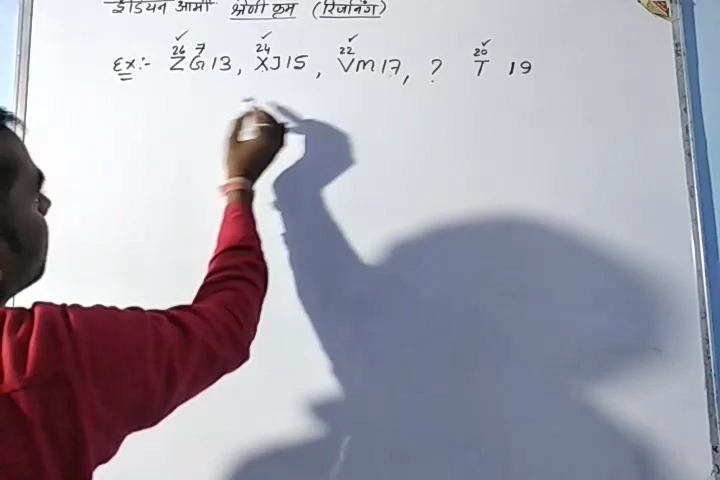 इंडियन आर्मी श्रेणी क्रम (रिजनिंग)
26 7 24 22 20
Ex:- ZG13, XJ15, VM17, ? T 19